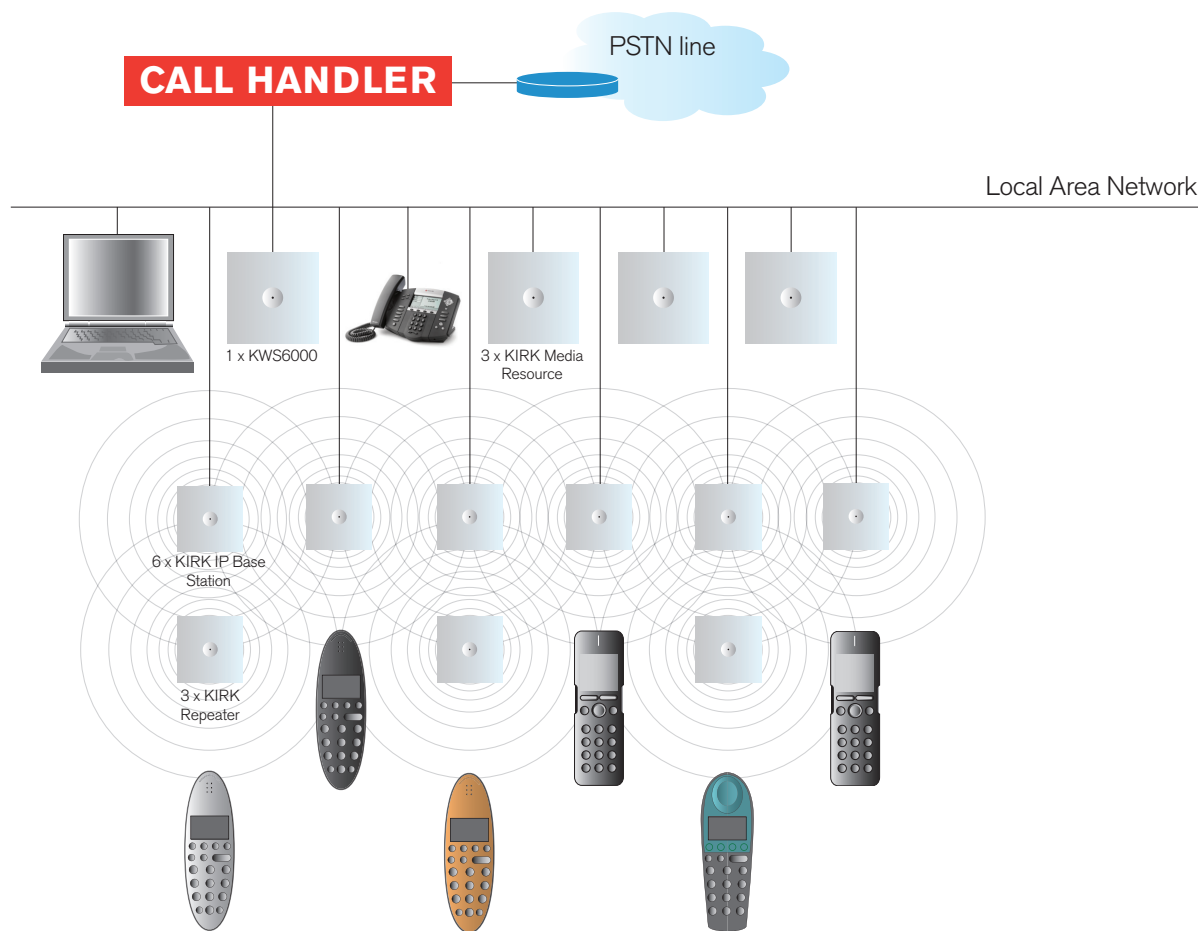 PSTN line
CALL HANDLER
Local Area Network
1 x KWS6000
3 x KIRK Media
Resource
6 x KIRK IP Base
Station
3 x KIRK
Repeater